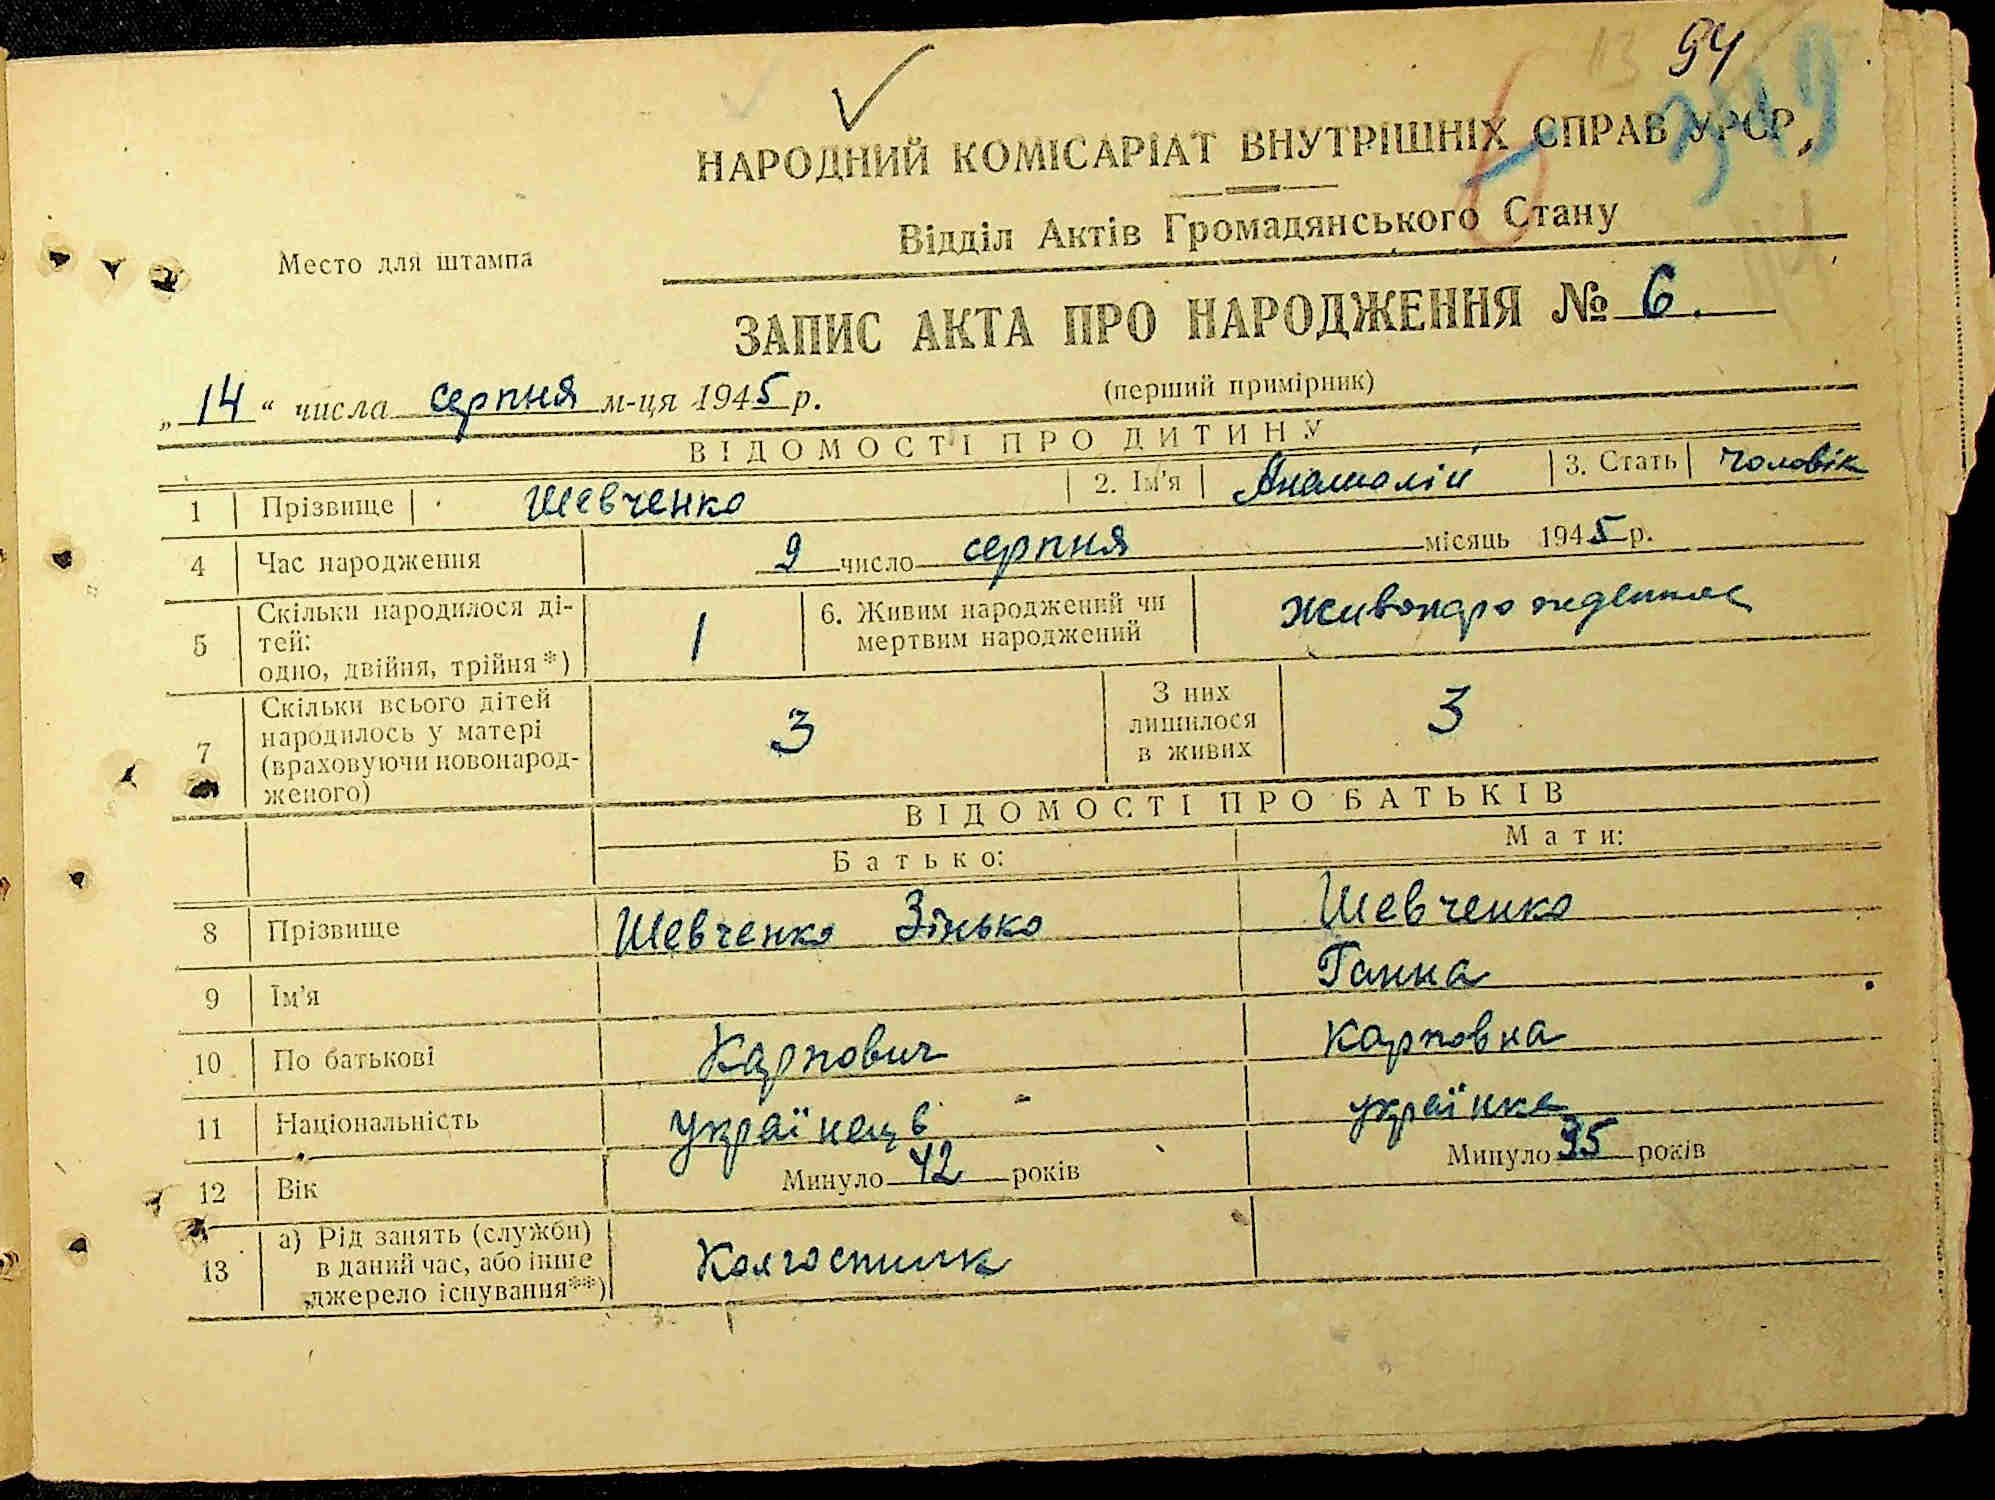 94
НАРОДНИЙ КОМІСАРІАТ ВНУТРІШНІХ СПРАВ УРСР,
Відділ Актів Громадянського Стану
Место для штампа
ЗАПИС АКТА ПРО НАРОДЖЕННЯ № 6.
„ 14 “ числа серпня м-ця 1945 р. (перший примірник)
ВІДОМОСТІ ПРО ДИТИНУ
1 Прізвище Шевченко 2. Ім'я Анатолій 3. Стать чоловік
4 Час народження 9 число серпня місяць 1945 р.
5 Скільки народилося ді-
тей:
одно, двійня, трійня*) 1 6. Живим народжений чи
мертвим народжений
7 Скільки всього дітей
народилось у матері
(враховуючи новонарод-
женого) 3 З них
лишилося
в живих 3
ВІДОМОСТІ ПРО БАТЬКІВ
Батько: Мати:
8 Прізвище Шевченко Зінько Шевченко
9 Ім'я Ганна
10 По батькові Карпович Карповна
11 Національність українець українка
12 Вік Минуло 42 років Минуло 35 років
13 а) Рід занять (служби)
в даний час, або інше
джерело існування**) Колгоспник